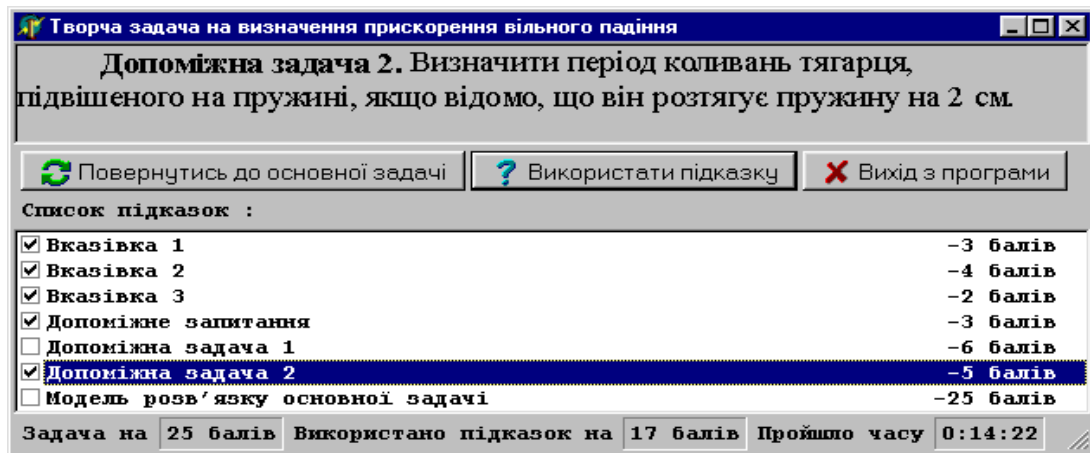 Творча задача на визначення прискорення вільного падіння
Допоміжна задача 2. Визначити період коливань тягарця,
підвішеного на пружині, якщо відомо, що він розтягує пружину на 2 см.
Повернутись до основної задачі ? Використати підказку Вихід з програми
Список підказок :
Вказівка 1 -3 балів
Вказівка 2 -4 балів
Вказівка 3 -2 балів
Допоміжне запитання -3 балів
Допоміжна задача 1 -6 балів
Допоміжна задача 2 -5 балів
Модель розв'язку основної задачі -25 балів
Задача на 25 балів Використано підказок на 17 балів Пройшло часу 0:14:22